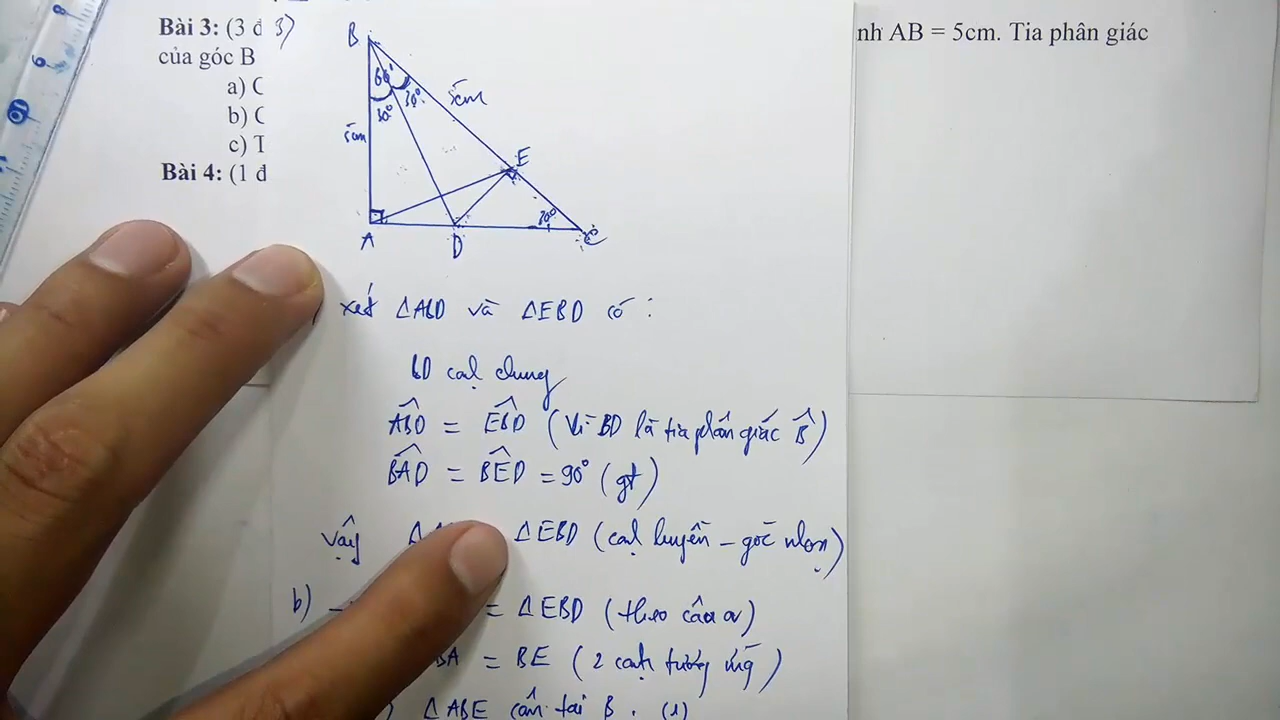 Bài 3: (3 đ
nh AB = 5cm. Tia phân giác
của góc B
a) C
b) C
c) T
Bài 4: (1 đ
3)
B
60°
30°
30°
5cm
5cm
E
30°
A
D
C
xét ΔABD và ΔEBD có :
BD cạnh chung
ABD = EBD (Vì BD là tia phân giác B)
BAD = BED = 90° (gt)
vậy ΔEBD (cạnh huyền - góc nhọn)
b) = ΔEBD (theo câu a)
BA = BE (2 cạnh tương ứng)
ΔABE cân tại B. (1)